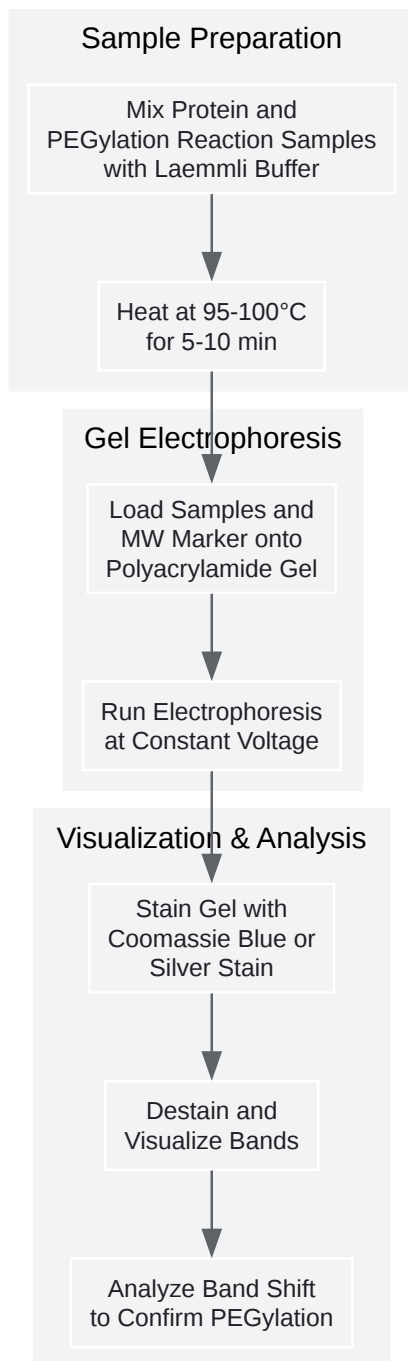 Sample Preparation
Mix Protein and
PEGylation Reaction Samples
with Laemmli Buffer
Heat at 95-100°C
for 5-10 min
Gel Electrophoresis
Load Samples and
MW Marker onto
Polyacrylamide Gel
Run Electrophoresis
at Constant Voltage
Visualization & Analysis
Stain Gel with
Coomassie Blue or
Silver Stain
Destain and
Visualize Bands
Analyze Band Shift
to Confirm PEGylation